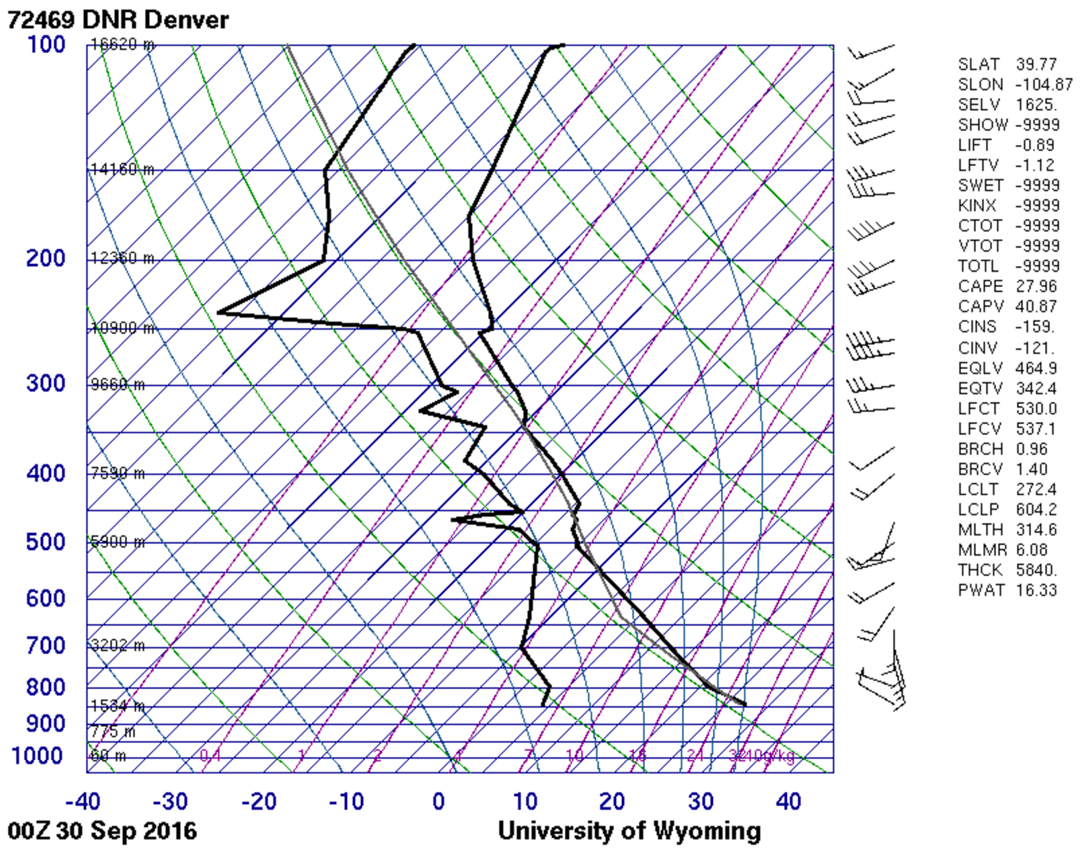 72469 DNR Denver
100 16620 m
14160 m
200 12360 m
10900 m
300 9660 m
400 7590 m
500 5900 m
600
700 3202 m
800
1534 m
900
775 m
1000 60 m 0.4 1 2 4 7 10 16 24 32 40g/kg
-40 -30 -20 -10 0 10 20 30 40
00Z 30 Sep 2016 University of Wyoming
SLAT 39.77
SLON -104.87
SELV 1625.
SHOW -9999
LIFT -0.89
LFTV -1.12
SWET -9999
KINX -9999
CTOT -9999
VTOT -9999
TOTL -9999
CAPE 27.96
CAPV 40.87
CINS -159.
CINV -121.
EQLV 464.9
EQTV 342.4
LFCT 530.0
LFCV 537.1
BRCH 0.96
BRCV 1.40
LCLT 272.4
LCLP 604.2
MLTH 314.6
MLMR 6.08
THCK 5840.
PWAT 16.33